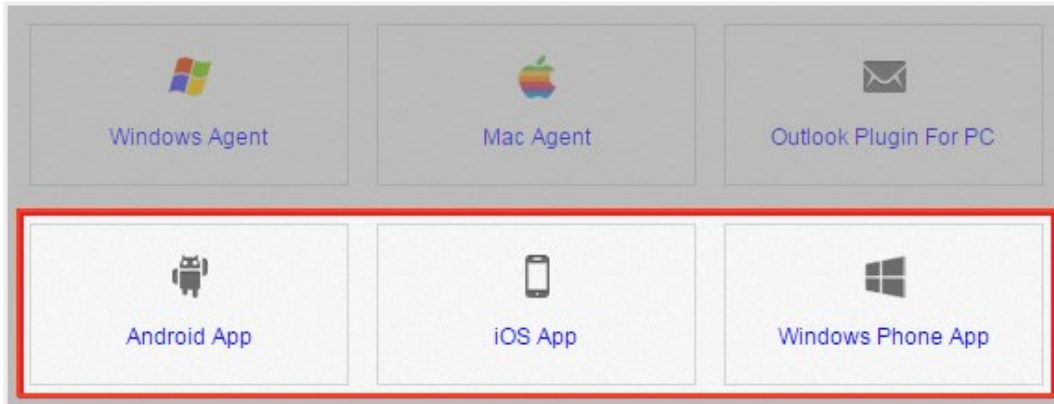 Windows Agent
Mac Agent
Outlook Plugin For PC
Android App
iOS App
Windows Phone App